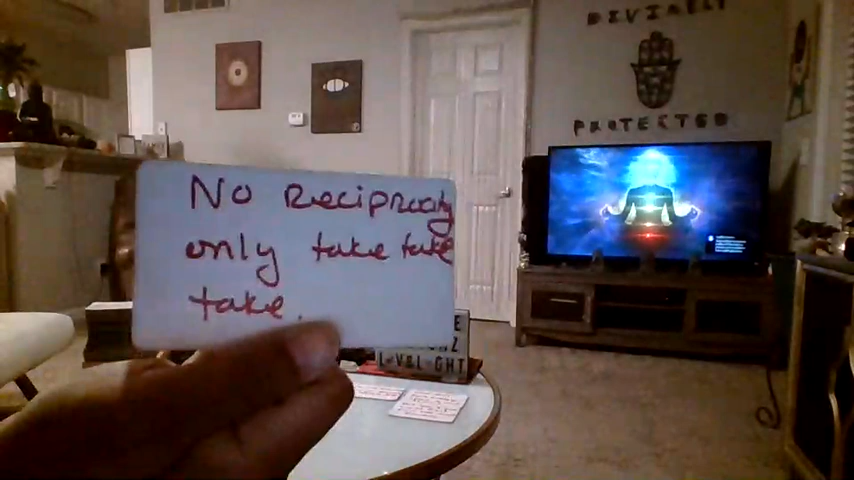 DIVINELY
PROTECTED
No Reciprocity
only take take
take.